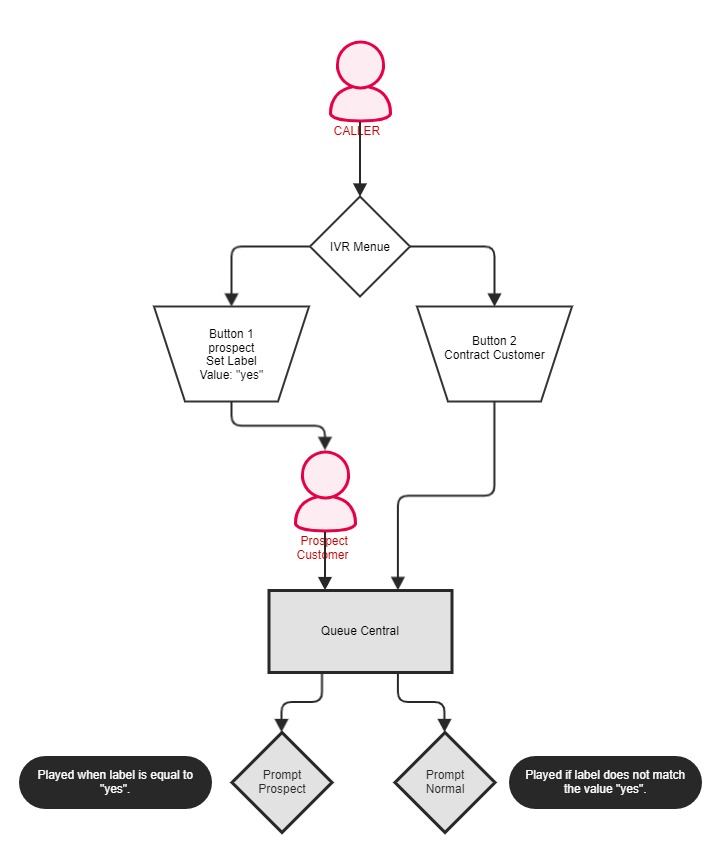 CALLER
IVR Menue
Button 1
prospect
Set Label
Value: "yes"
Button 2
Contract Customer
Prospect
Customer
Queue Central
Played when label is equal to
"yes".
Prompt
Prospect
Prompt
Normal
Played if label does not match
the value "yes".